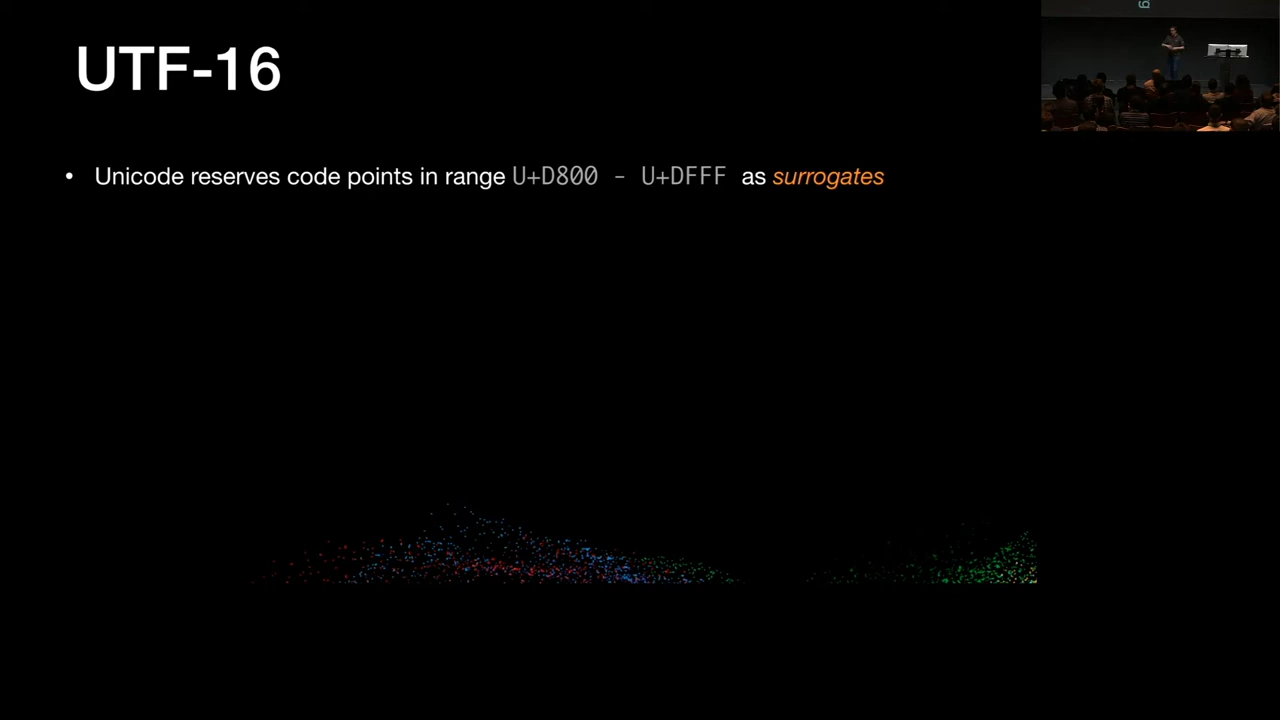 UTF-16
• Unicode reserves code points in range U+D800 - U+DFFF as surrogates